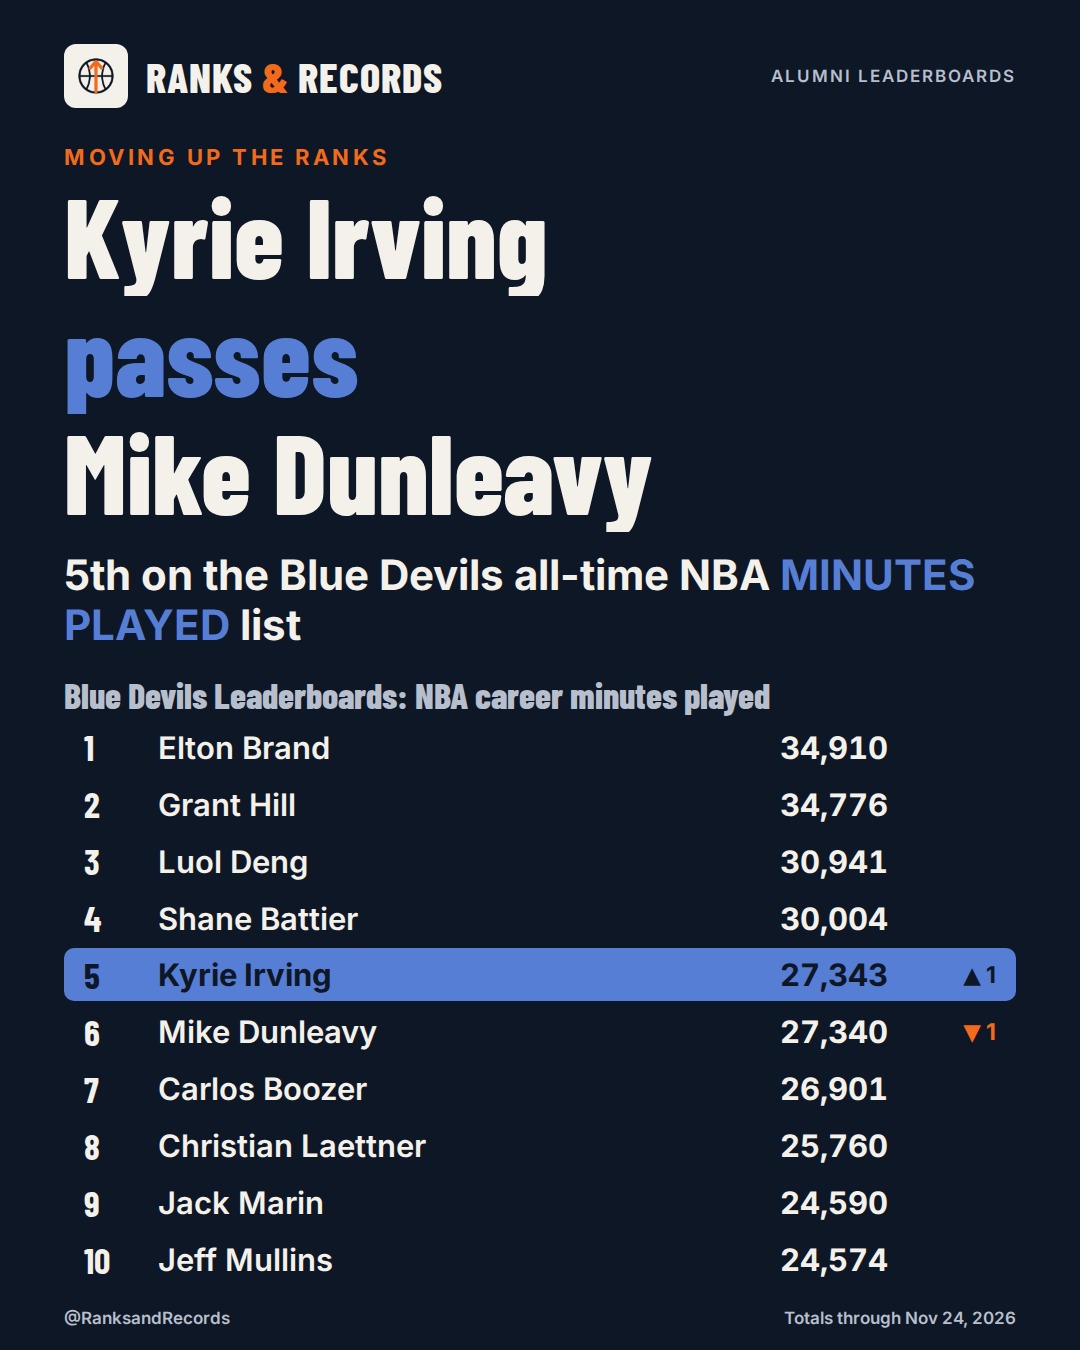 RANKS & RECORDS
ALUMNI LEADERBOARDS
MOVING UP THE RANKS
Kyrie Irving
passes
Mike Dunleavy
5th on the Blue Devils all-time NBA MINUTES
PLAYED list
Blue Devils Leaderboards: NBA career minutes played
1 Elton Brand 34,910
2 Grant Hill 34,776
3 Luol Deng 30,941
4 Shane Battier 30,004
5 Kyrie Irving 27,343 ▲1
6 Mike Dunleavy 27,340 ▼1
7 Carlos Boozer 26,901
8 Christian Laettner 25,760
9 Jack Marin 24,590
10 Jeff Mullins 24,574
@RanksandRecords
Totals through Nov 24, 2026